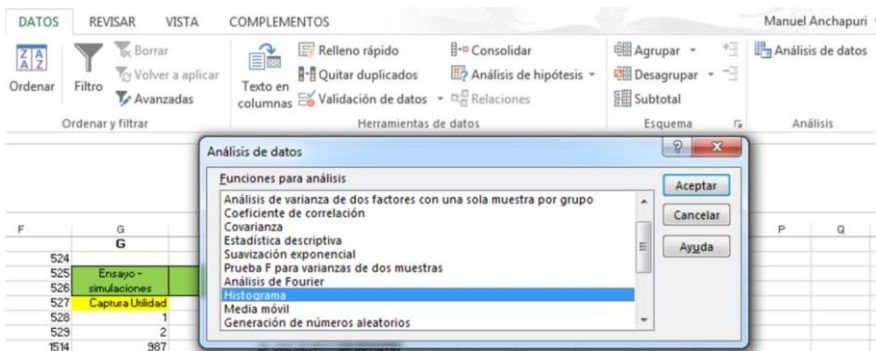 DATOS REVISAR VISTA COMPLEMENTOS Manuel Anchapuri
Borrar Relleno rápido Consolidar Agrupar Análisis de datos
Ordenar Filtro Volver a aplicar Texto en columnas Quitar duplicados Análisis de hipótesis Desagrupar
Avanzadas Validación de datos Relaciones Subtotal
Ordenar y filtrar Herramientas de datos Esquema Análisis
Análisis de datos
Funciones para análisis
Análisis de varianza de dos factores con una sola muestra por grupo
Coeficiente de correlación
Covarianza
Estadística descriptiva
Suavización exponencial
Prueba F para varianzas de dos muestras
Análisis de Fourier
Histograma
Media móvil
Generación de números aleatorios
Aceptar
Cancelar
Ayuda
F G P Q
G
524
525 Ensayo -
526 simulaciones
527 Captura Utilidad
528 1
529 2
1514 987